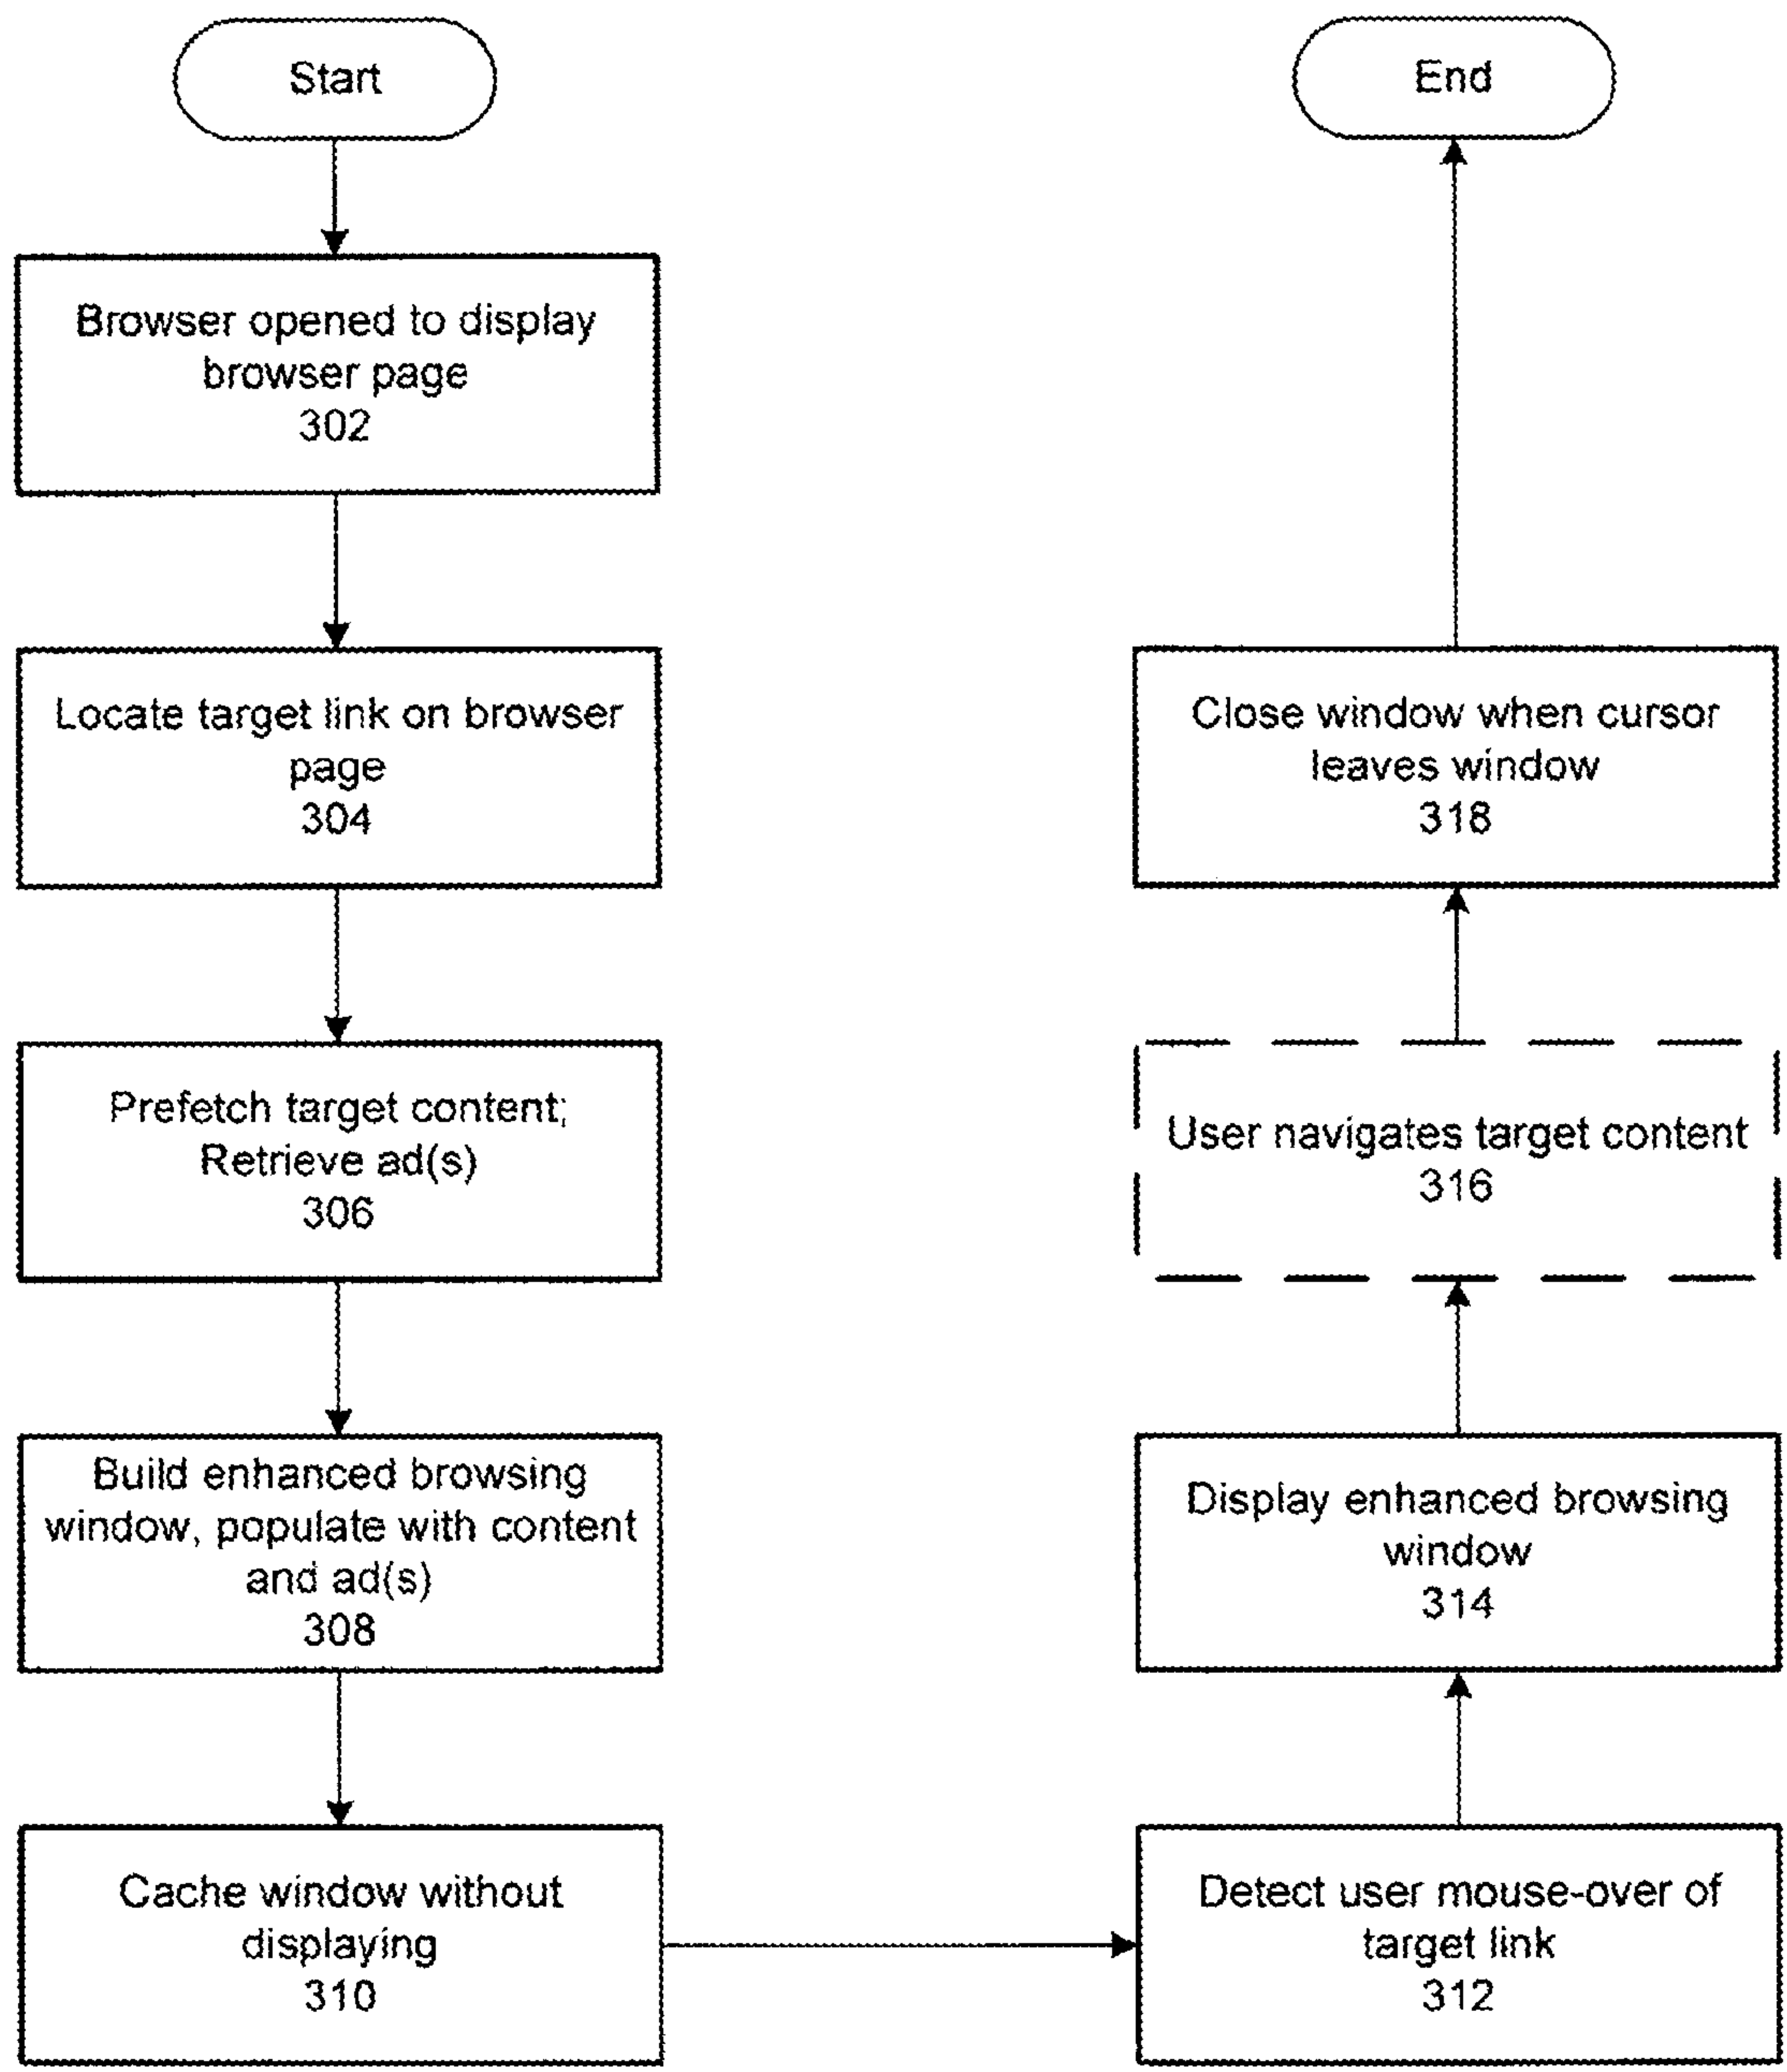 Start
Browser opened to display
browser page
302
Locate target link on browser
page
304
Prefetch target content;
Retrieve ad(s)
306
Build enhanced browsing
window, populate with content
and ad(s)
308
Cache window without
displaying
310
Detect user mouse-over of
target link
312
Display enhanced browsing
window
314
User navigates target content
316
Close window when cursor
leaves window
318
End